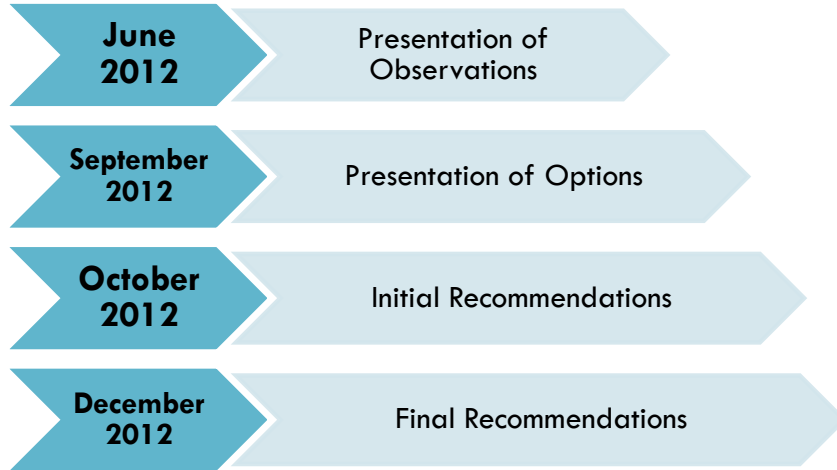 June
2012
Presentation of
Observations
September
2012
Presentation of Options
October
2012
Initial Recommendations
December
2012
Final Recommendations